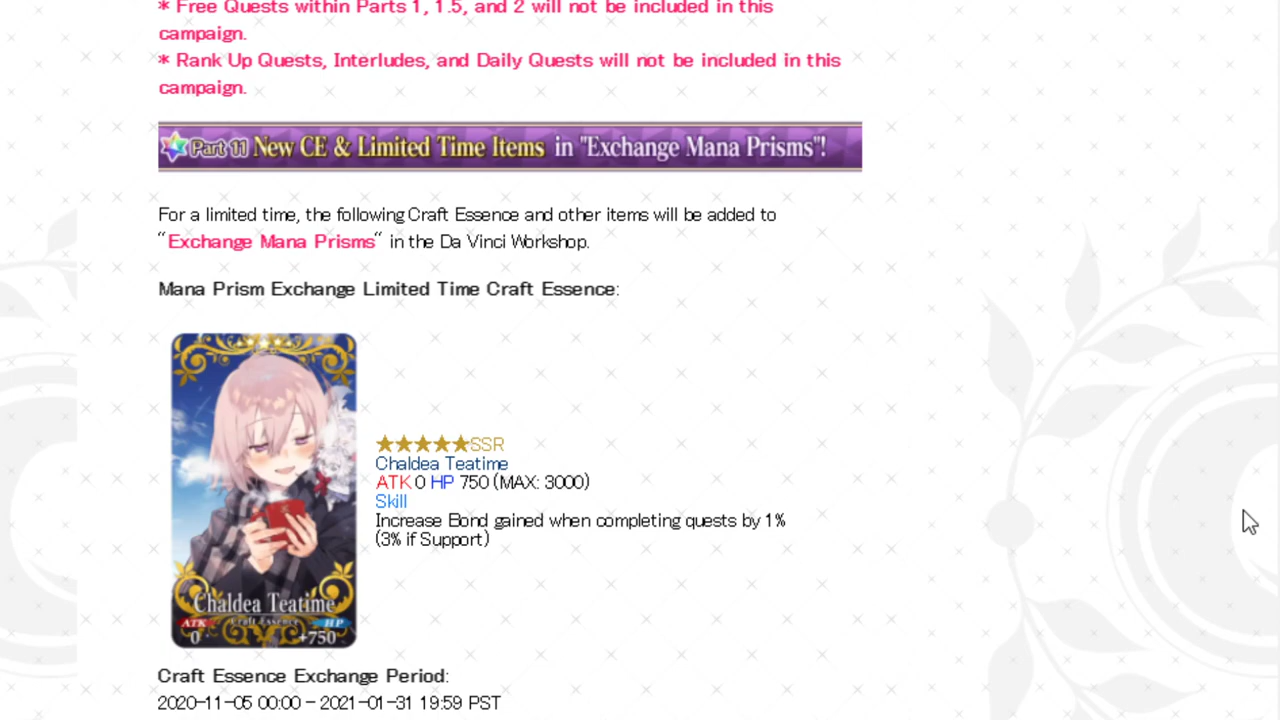 * Free Quests within Parts 1, 1.5, and 2 will not be included in this
campaign.
* Rank Up Quests, Interludes, and Daily Quests will not be included in this
campaign.
Part 11 New CE & Limited Time Items in "Exchange Mana Prisms"!
For a limited time, the following Craft Essence and other items will be added to
"Exchange Mana Prisms" in the Da Vinci Workshop.
Mana Prism Exchange Limited Time Craft Essence:
★★★★★SSR
Chaldea Teatime
ATK 0 HP 750 (MAX: 3000)
Skill
Increase Bond gained when completing quests by 1%
(3% if Support)
Chaldea Teatime
ATK Craft Essence HP
0 +750
Craft Essence Exchange Period:
2020-11-05 00:00 - 2021-01-31 19:59 PST